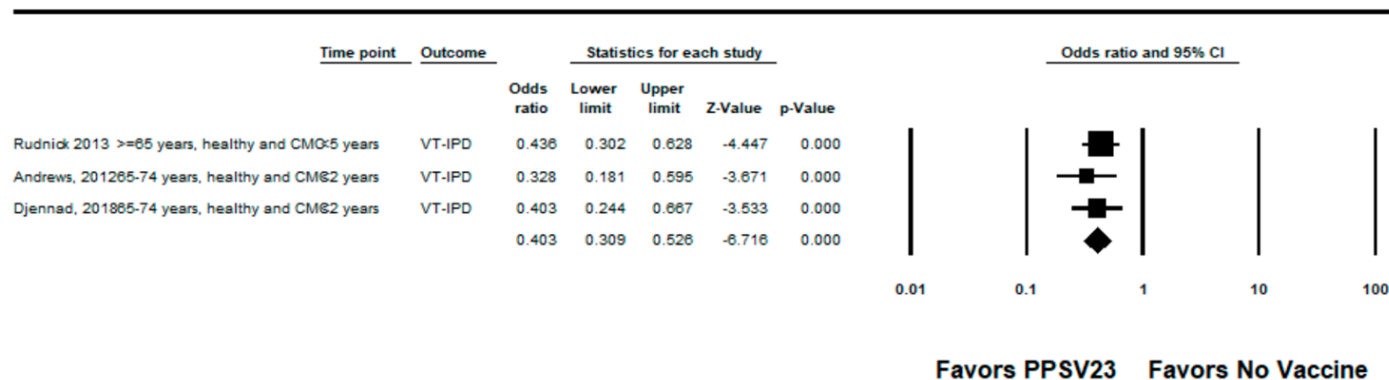 Time point Outcome Statistics for each study Odds ratio and 95% CI
Odds Lower Upper
ratio limit limit Z-Value p-Value
Rudnick 2013 >=65 years, healthy and CMC<5 years VT-IPD 0.436 0.302 0.628 -4.447 0.000
Andrews, 201265-74 years, healthy and CMC<2 years VT-IPD 0.328 0.181 0.595 -3.671 0.000
Djennad, 201865-74 years, healthy and CMC<2 years VT-IPD 0.403 0.244 0.667 -3.533 0.000
0.403 0.309 0.526 -6.716 0.000
0.01 0.1 1 10 100
Favors PPSV23 Favors No Vaccine